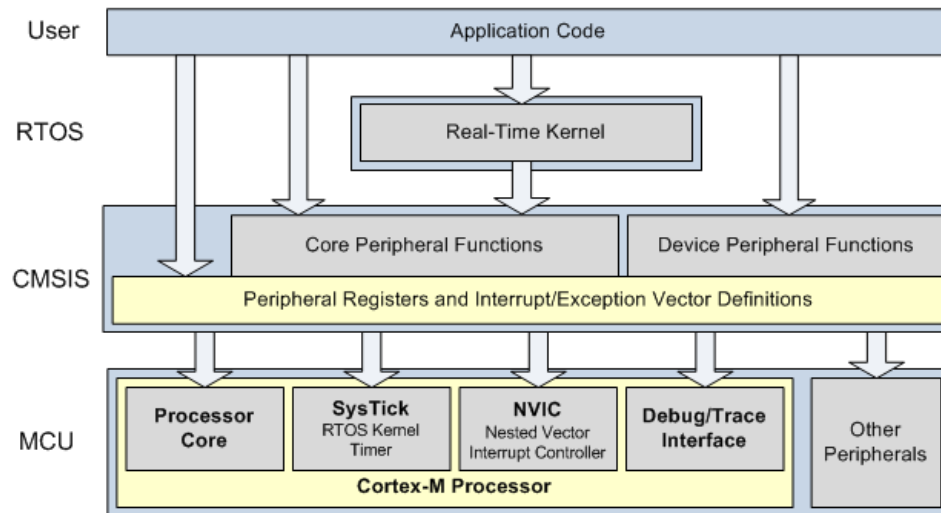 User
Application Code
RTOS
Real-Time Kernel
Core Peripheral Functions
Device Peripheral Functions
CMSIS
Peripheral Registers and Interrupt/Exception Vector Definitions
MCU
Processor
Core
SysTick
RTOS Kernel
Timer
NVIC
Nested Vector
Interrupt Controller
Debug/Trace
Interface
Other
Peripherals
Cortex-M Processor